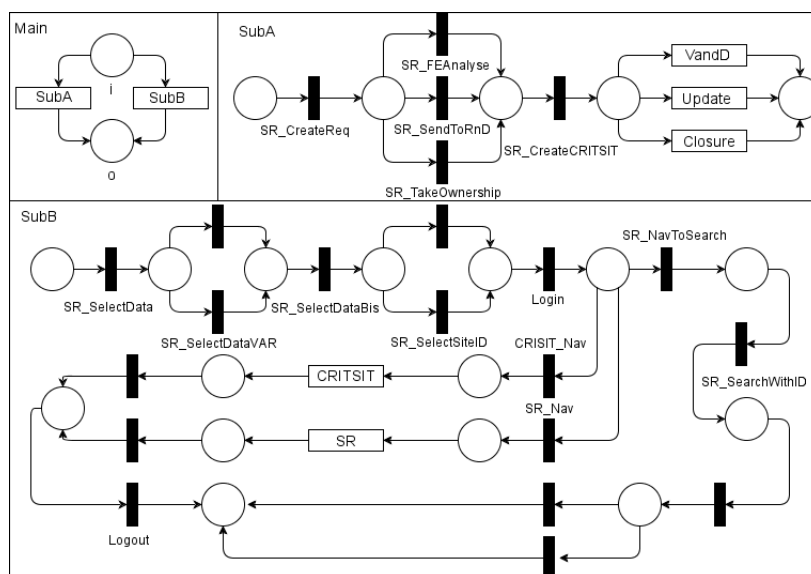 Main
SubA
SubB
i
o
SubA
SR_CreateReq
SR_FEAnalyse
SR_SendToRnD
SR_TakeOwnership
SR_CreateCRITSIT
VandD
Update
Closure
SubB
SR_SelectData
SR_SelectDataVAR
SR_SelectDataBis
SR_SelectSiteID
Login
SR_NavToSearch
SR_SearchWithID
CRISIT_Nav
CRITSIT
SR_Nav
SR
Logout